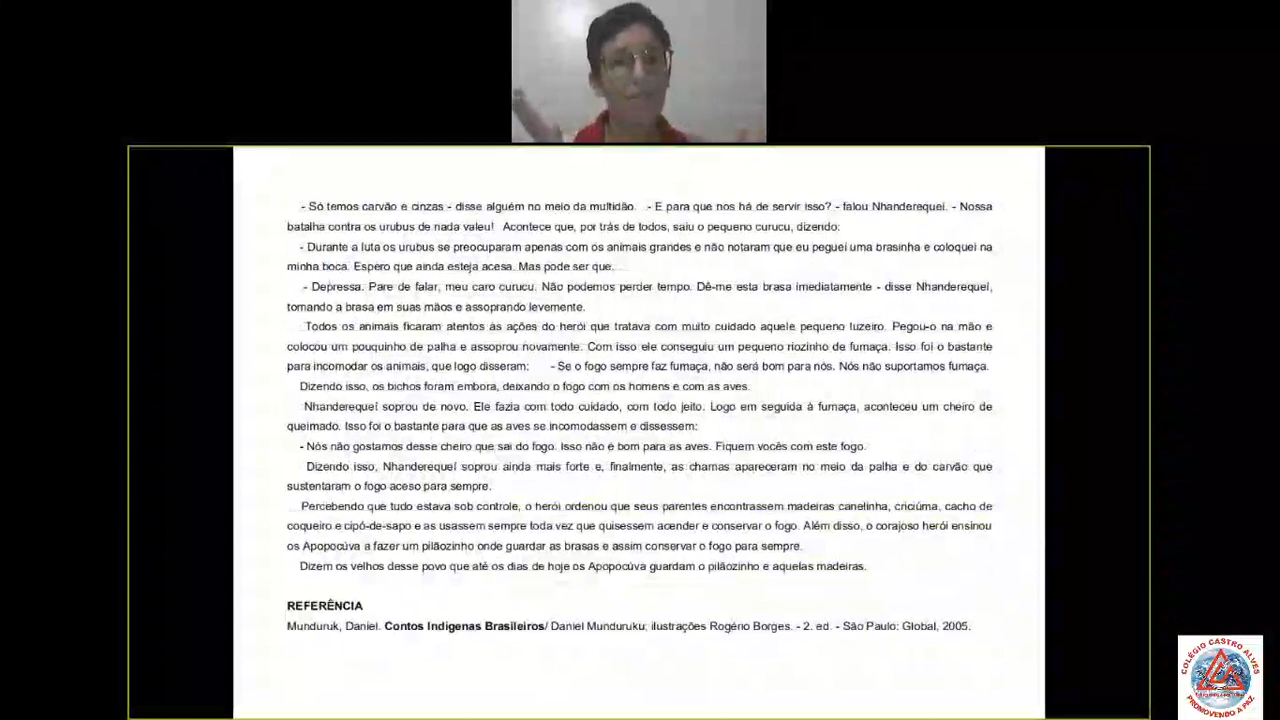 - Só temos carvão e cinzas - disse alguém no meio da multidão. - E para que nos há de servir isso? - falou Nhanderequeí. - Nossa
batalha contra os urubus de nada valeu! Acontece que, por trás de todos, saiu o pequeno curucu, dizendo:
- Durante a luta os urubus se preocuparam apenas com os animais grandes e não notaram que eu peguei uma brasinha e coloquei na
minha boca. Espero que ainda esteja acesa. Mas pode ser que...
- Depressa. Pare de falar, meu caro curucu. Não podemos perder tempo. Dê-me esta brasa imediatamente - disse Nhanderequeí,
tomando a brasa em suas mãos e assoprando levemente.
Todos os animais ficaram atentos às ações do herói que tratava com muito cuidado aquele pequeno luzeiro. Pegou-o na mão e
colocou um pouquinho de palha e assoprou novamente. Com isso ele conseguiu um pequeno riozinho de fumaça. Isso foi o bastante
para incomodar os animais, que logo disseram: - Se o fogo sempre faz fumaça, não será bom para nós. Nós não suportamos fumaça.
Dizendo isso, os bichos foram embora, deixando o fogo com os homens e com as aves.
Nhanderequeí soprou de novo. Ele fazia com todo cuidado, com todo jeito. Logo em seguida à fumaça, aconteceu um cheiro de
queimado. Isso foi o bastante para que as aves se incomodassem e dissessem:
- Nós não gostamos desse cheiro que sai do fogo. Isso não é bom para as aves. Fiquem vocês com este fogo.
Dizendo isso, Nhanderequeí soprou ainda mais forte e, finalmente, as chamas apareceram no meio da palha e do carvão que
sustentaram o fogo aceso para sempre.
Percebendo que tudo estava sob controle, o herói ordenou que seus parentes encontrassem madeiras canelinha, criciúma, cacho de
coqueiro e cipó-de-sapo e as usassem sempre toda vez que quisessem acender e conservar o fogo. Além disso, o corajoso herói ensinou
os Apopocúva a fazer um pilãozinho onde guardar as brasas e assim conservar o fogo para sempre.
Dizem os velhos desse povo que até os dias de hoje os Apopocúva guardam o pilãozinho e aquelas madeiras.
REFERÊNCIA
Munduruk, Daniel. Contos Indigenas Brasileiros/ Daniel Munduruku; ilustrações Rogério Borges. - 2. ed. - São Paulo: Global, 2005.
COLÉGIO CASTRO ALVES
PROMOVENDO A PAZ